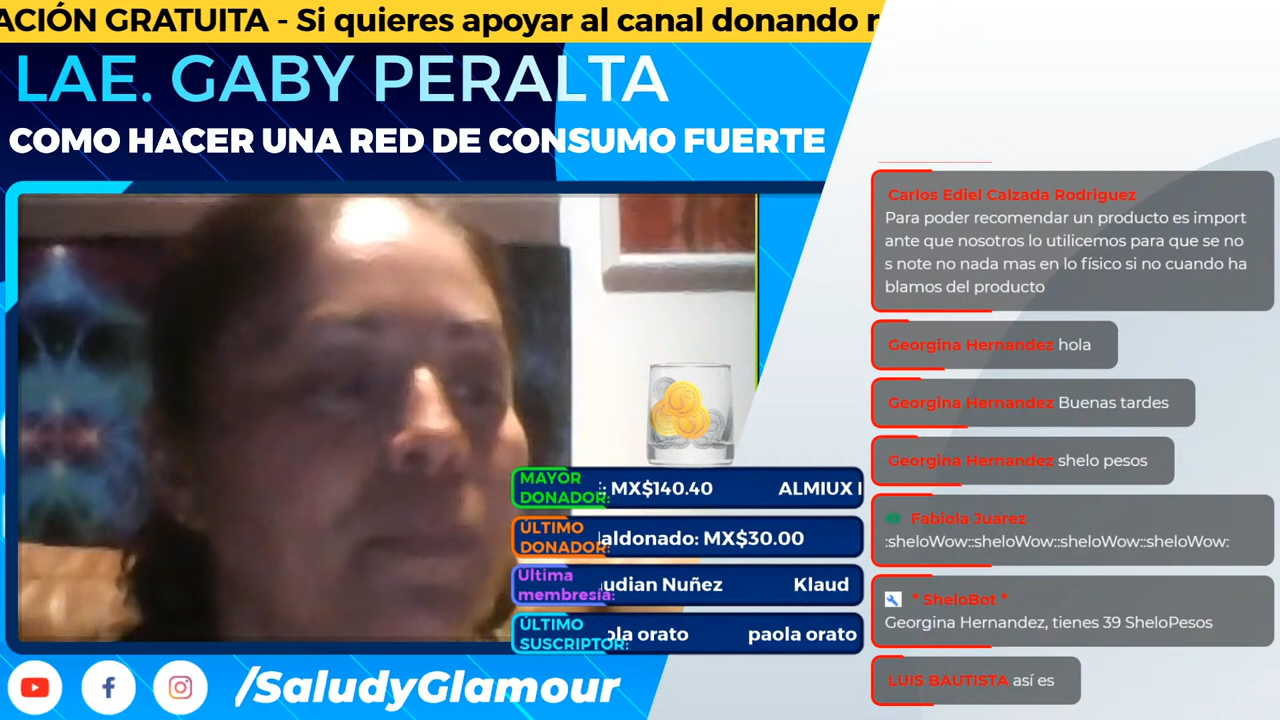 ACIÓN GRATUITA - Si quieres apoyar al canal donando
LAE. GABY PERALTA
COMO HACER UNA RED DE CONSUMO FUERTE
MAYOR
DONADOR:
: MX$140.40 ALMIUX
ÚLTIMO
DONADOR:
aldonado: MX$30.00
Última
membresía:
udian Nuñez Klaud
ÚLTIMO
SUSCRIPTOR:
ola orato paola orato
/SaludyGlamour
Carlos Ediel Calzada Rodriguez
Para poder recomendar un producto es import
ante que nosotros lo utilicemos para que se no
s note no nada mas en lo físico si no cuando ha
blamos del producto
Georgina Hernandez hola
Georgina Hernandez Buenas tardes
Georgina Hernandez shelo pesos
Fabiola Juarez
:sheloWow::sheloWow::sheloWow::sheloWow:
* SheloBot *
Georgina Hernandez, tienes 39 SheloPesos
LUIS BAUTISTA así es